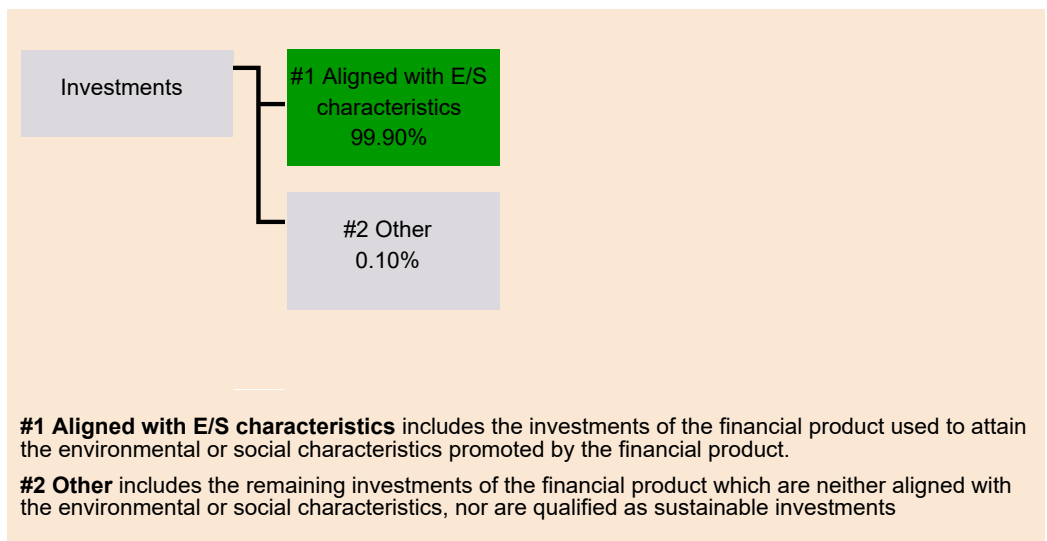 Investments
#1 Aligned with E/S
characteristics
99.90%
#2 Other
0.10%
#1 Aligned with E/S characteristics includes the investments of the financial product used to attain
the environmental or social characteristics promoted by the financial product.
#2 Other includes the remaining investments of the financial product which are neither aligned with
the environmental or social characteristics, nor are qualified as sustainable investments